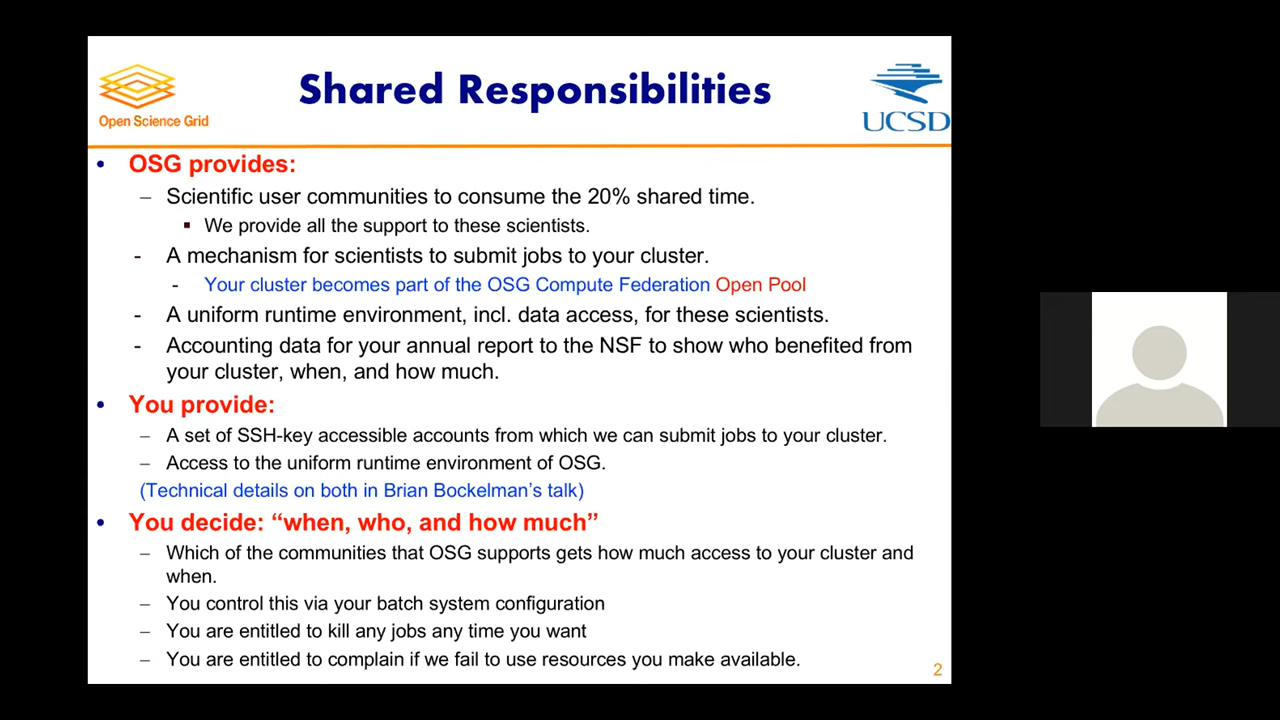 Shared Responsibilities
Open Science Grid
UCSD
• OSG provides:
– Scientific user communities to consume the 20% shared time.
▪ We provide all the support to these scientists.
- A mechanism for scientists to submit jobs to your cluster.
- Your cluster becomes part of the OSG Compute Federation Open Pool
- A uniform runtime environment, incl. data access, for these scientists.
- Accounting data for your annual report to the NSF to show who benefited from
your cluster, when, and how much.
• You provide:
– A set of SSH-key accessible accounts from which we can submit jobs to your cluster.
– Access to the uniform runtime environment of OSG.
(Technical details on both in Brian Bockelman’s talk)
• You decide: “when, who, and how much”
– Which of the communities that OSG supports gets how much access to your cluster and
when.
– You control this via your batch system configuration
– You are entitled to kill any jobs any time you want
– You are entitled to complain if we fail to use resources you make available.
2